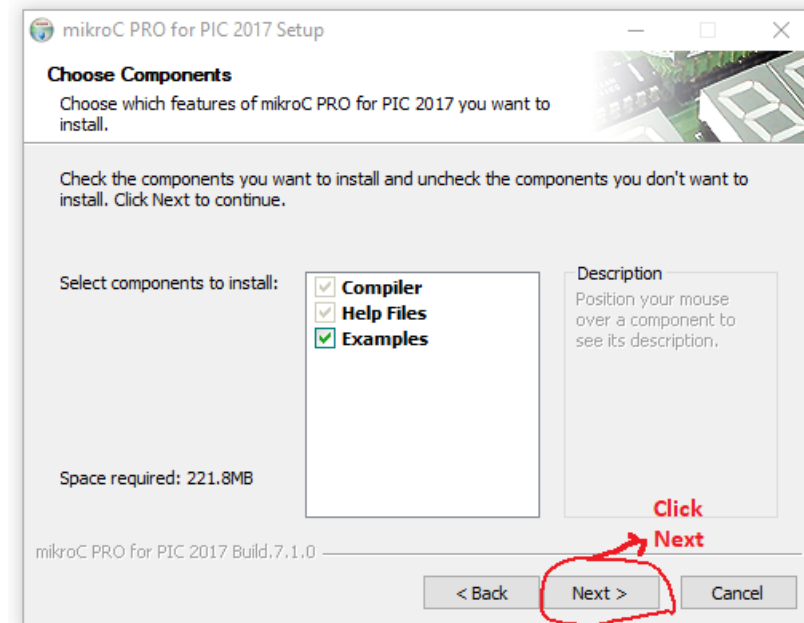 mikroC PRO for PIC 2017 Setup
Choose Components
Choose which features of mikroC PRO for PIC 2017 you want to
install.
Check the components you want to install and uncheck the components you don't want to
install. Click Next to continue.
Select components to install:
Compiler
Help Files
Examples
Description
Position your mouse
over a component to
see its description.
Space required: 221.8MB
Click
Next
mikroC PRO for PIC 2017 Build.7.1.0
< Back
Next >
Cancel